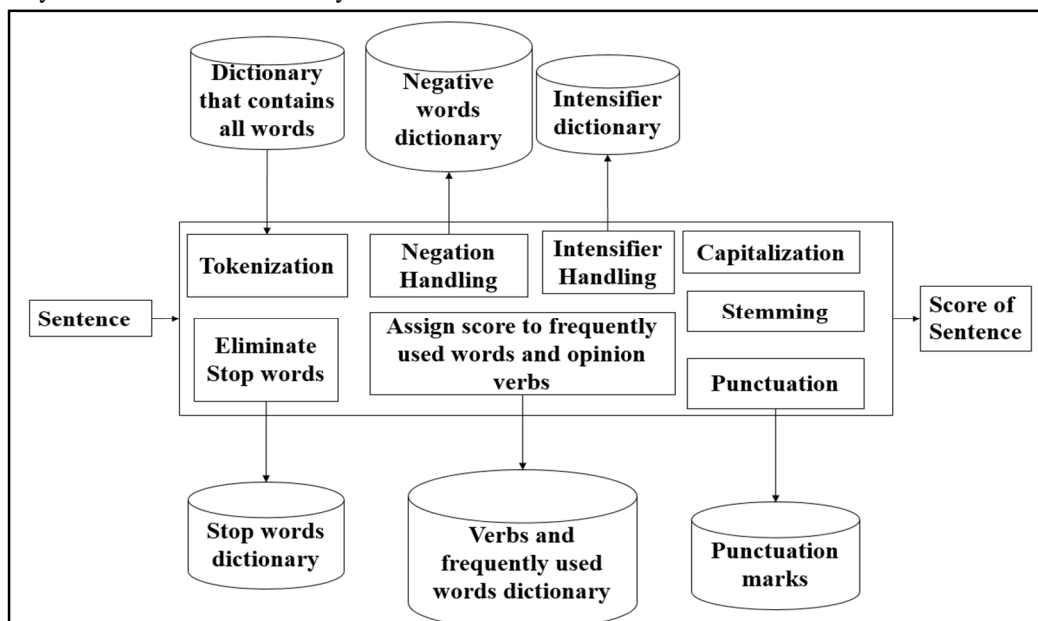 Dictionary
that contains
all words
Negative
words
dictionary
Intensifier
dictionary
Tokenization
Negation
Handling
Intensifier
Handling
Capitalization
Sentence
Eliminate
Stop words
Assign score to frequently
used words and opinion
verbs
Stemming
Punctuation
Score of
Sentence
Stop words
dictionary
Verbs and
frequently used
words dictionary
Punctuation
marks